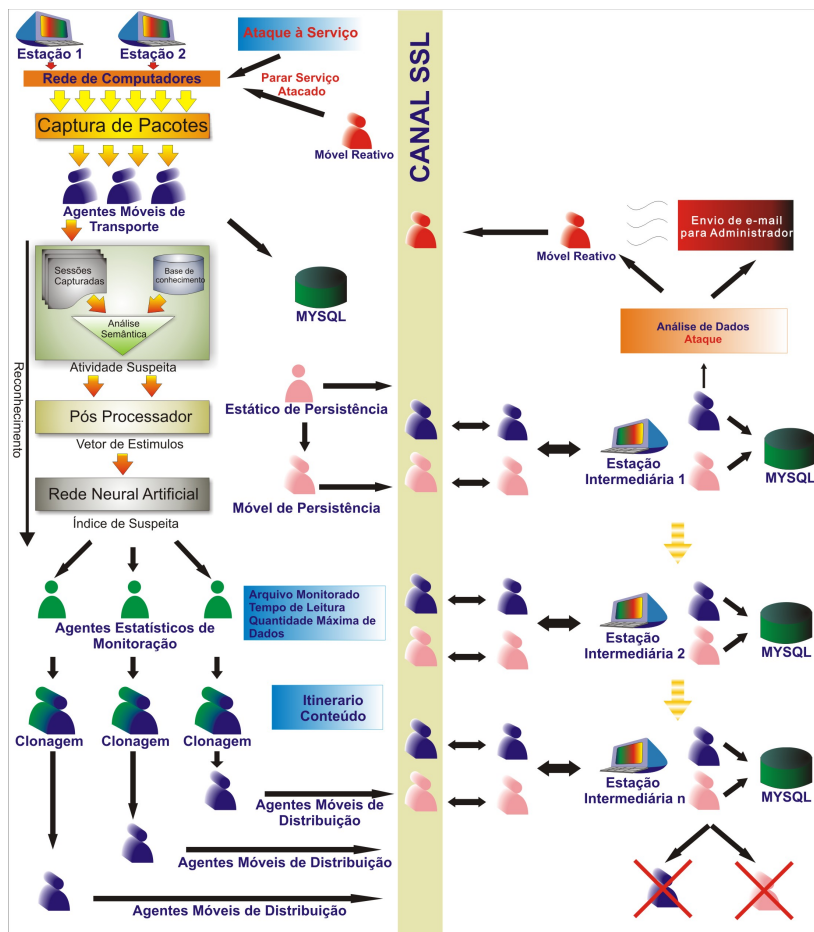 Estação 1
Estação 2
Rede de Computadores
Captura de Pacotes
Agentes Móveis de
Transporte
Ataque à Serviço
Parar Serviço
Atacado
Móvel Reativo
CANAL SSL
Sessões
Capturadas
Base de
conhecimento
Análise
Semântica
Atividade Suspeita
MYSQL
Reconhecimento
Pós Processador
Vetor de Estimulos
Rede Neural Artificial
Índice de Suspeita
Estático de Persistência
Móvel de Persistência
Agentes Estatísticos de
Monitoração
Arquivo Monitorado
Tempo de Leitura
Quantidade Máxima de
Dados
Clonagem
Clonagem
Clonagem
Itinerario
Conteúdo
Agentes Móveis de
Distribuição
Agentes Móveis de Distribuição
Agentes Móveis de Distribuição
Envio de e-mail
para Administrador
Móvel Reativo
Análise de Dados
Ataque
Estação
Intermediária 1
MYSQL
Estação
Intermediária 2
MYSQL
Estação
Intermediária n
MYSQL